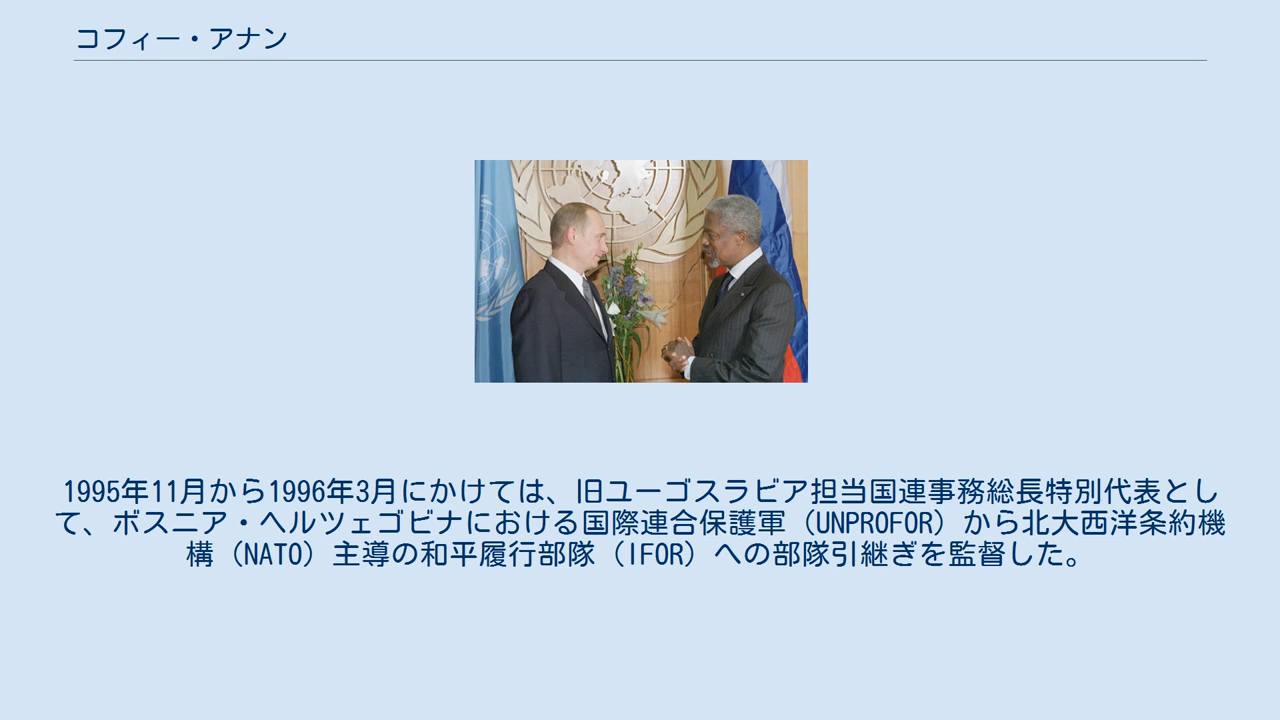 コフィー・アナン
1995年11月から1996年3月にかけては、旧ユーゴスラビア担当国連事務総長特別代表とし
て、ボスニア・ヘルツェゴビナにおける国際連合保護軍（UNPROFOR）から北大西洋条約機
構（NATO）主導の和平履行部隊（IFOR）への部隊引継ぎを監督した。